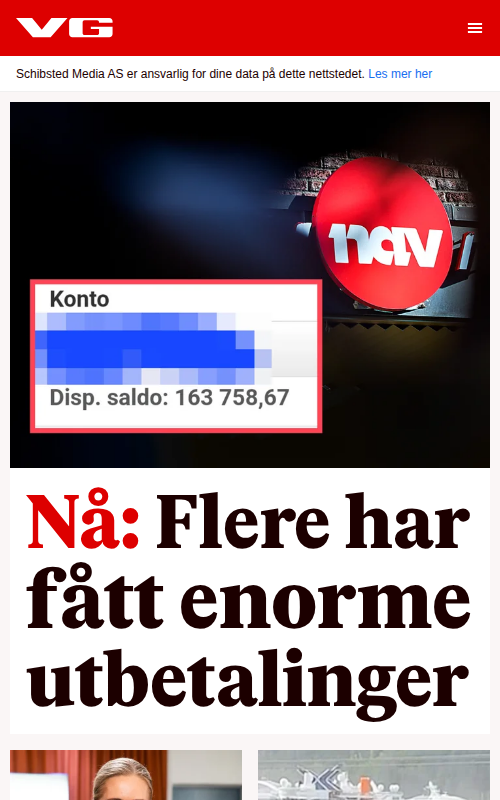 VG
Schibsted Media AS er ansvarlig for dine data på dette nettstedet. Les mer her
nav
Konto
Disp. saldo: 163 758,67
Nå: Flere har
fått enorme
utbetalinger